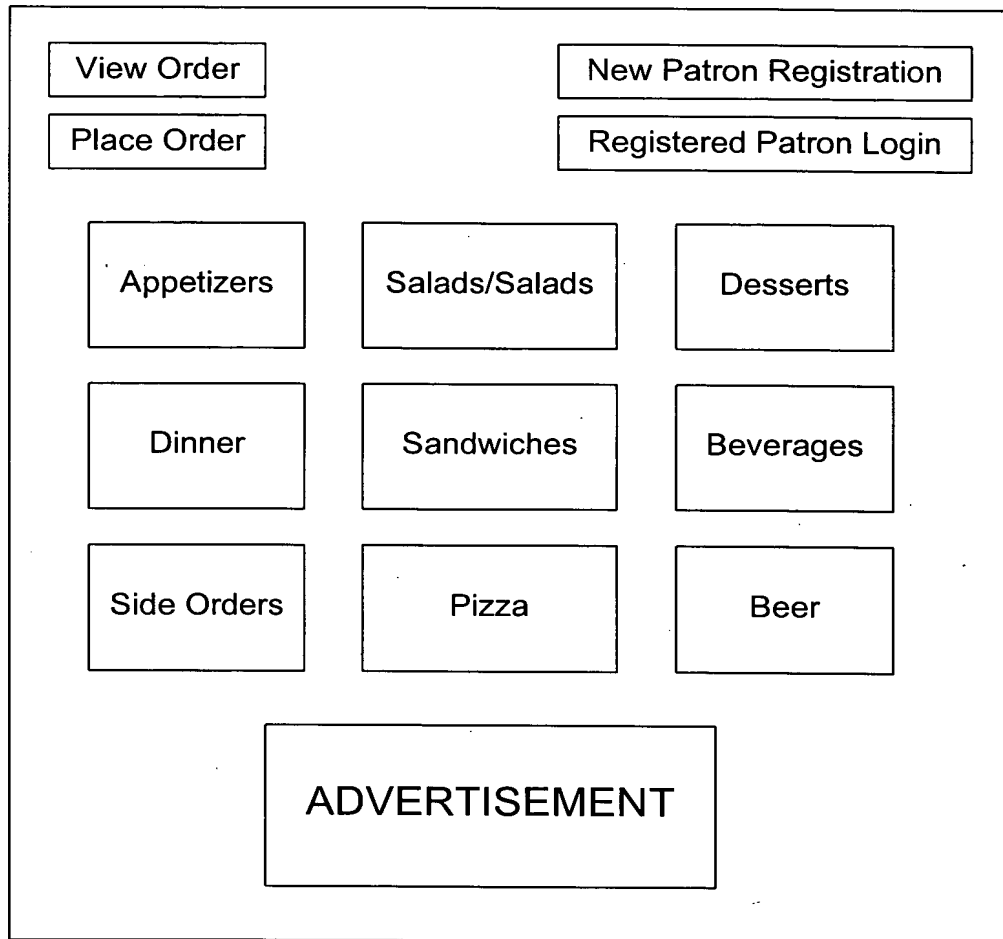 View Order
New Patron Registration
Place Order
Registered Patron Login
Appetizers
Salads/Salads
Desserts
Dinner
Sandwiches
Beverages
Side Orders
Pizza
Beer
ADVERTISEMENT